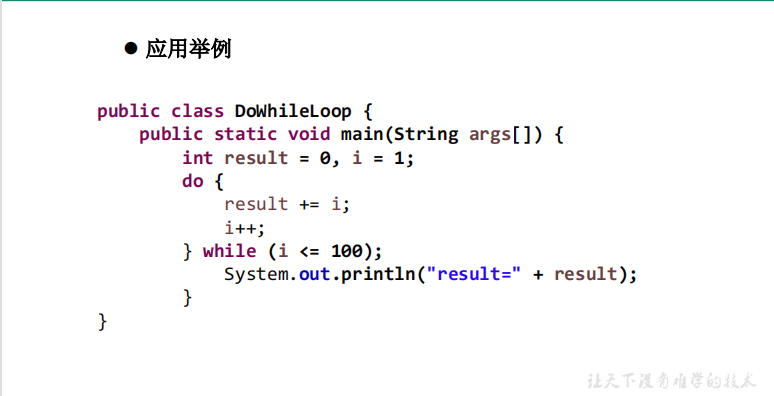 ● 应用举例
public class DoWhileLoop {
    public static void main(String args[]) {
        int result = 0, i = 1;
        do {
            result += i;
            i++;
        } while (i <= 100);
            System.out.println("result=" + result);
        }
}
让天下没有难学的技术